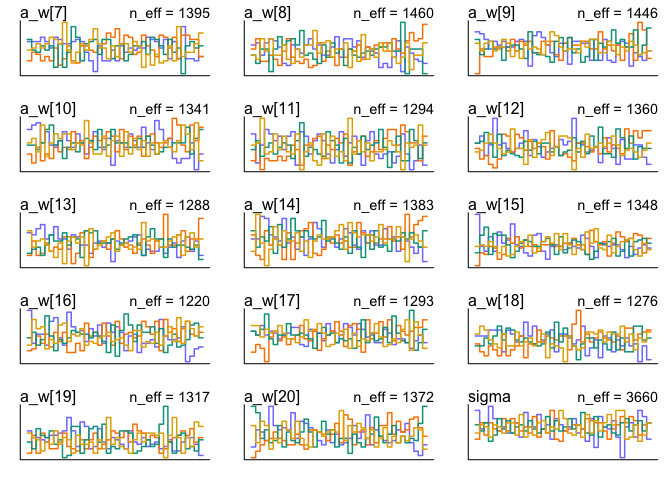 a_w[7] n_eff = 1395 a_w[8] n_eff = 1460 a_w[9] n_eff = 1446
a_w[10] n_eff = 1341 a_w[11] n_eff = 1294 a_w[12] n_eff = 1360
a_w[13] n_eff = 1288 a_w[14] n_eff = 1383 a_w[15] n_eff = 1348
a_w[16] n_eff = 1220 a_w[17] n_eff = 1293 a_w[18] n_eff = 1276
a_w[19] n_eff = 1317 a_w[20] n_eff = 1372 sigma n_eff = 3660